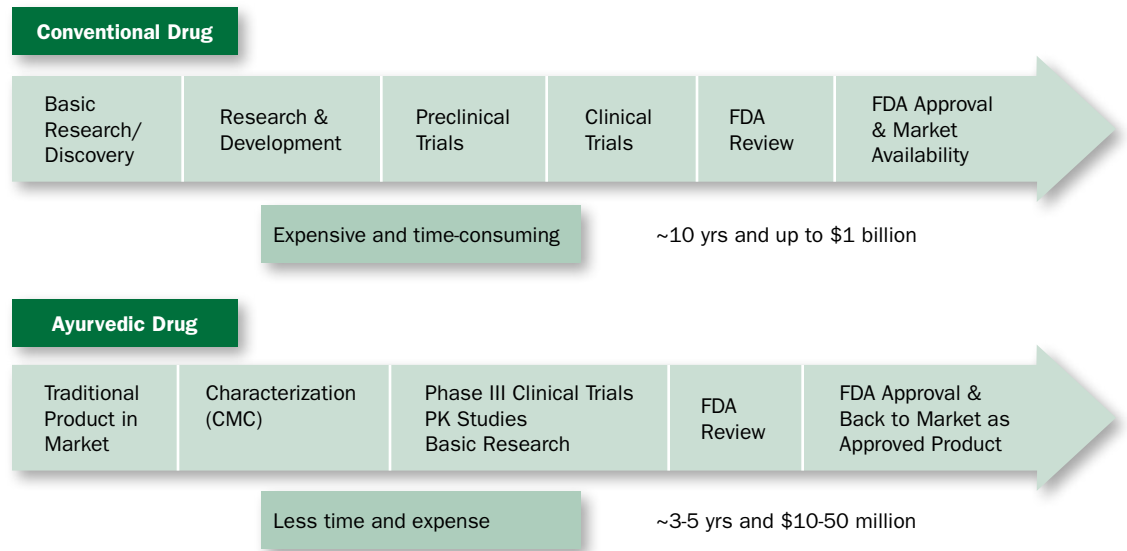 Conventional Drug
Basic
Research/
Discovery
Research &
Development
Preclinical
Trials
Clinical
Trials
FDA
Review
FDA Approval
& Market
Availability
Expensive and time-consuming
~10 yrs and up to $1 billion
Ayurvedic Drug
Traditional
Product in
Market
Characterization
(CMC)
Phase III Clinical Trials
PK Studies
Basic Research
FDA
Review
FDA Approval &
Back to Market as
Approved Product
Less time and expense
~3-5 yrs and $10-50 million